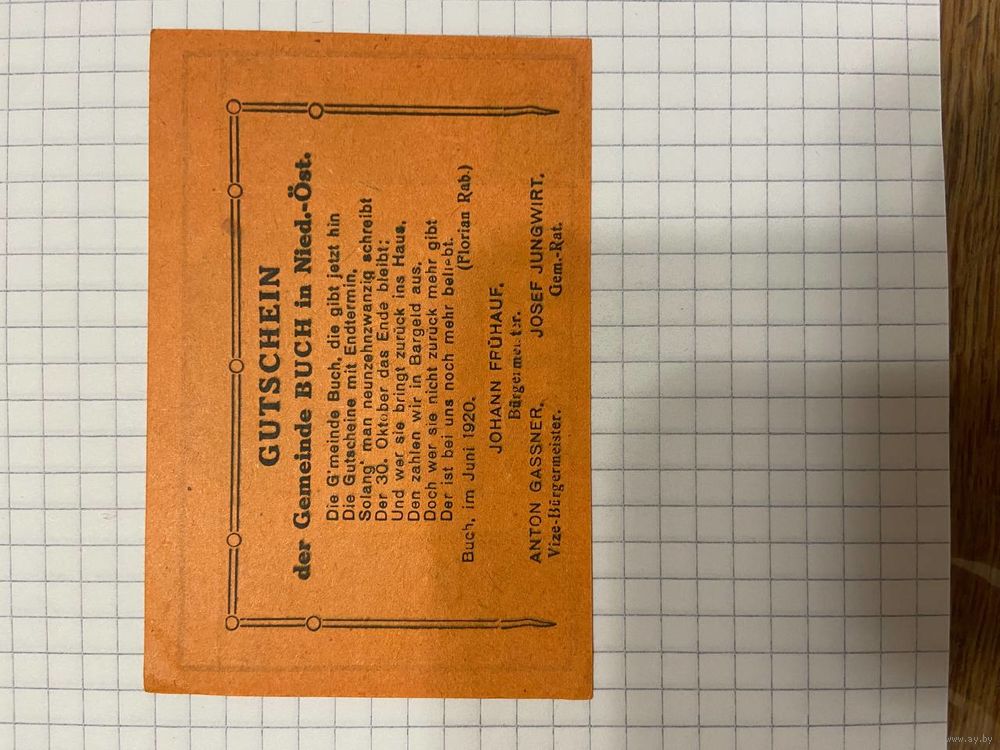 GUTSCHEIN
der Gemeinde BUCH in Nied.-Öst.
Die G'meinde Buch, die gibt jetzt hin
Die Gutscheine mit Endtermin.
Solang' man neunzehnzwanzig schreibt
Der 30. Oktober das Ende bleibt;
Und wer sie bringt zurück ins Haus,
Den zahlen wir in Bargeld aus.
Doch wer sie nicht zurück mehr gibt
Der ist bei uns noch mehr beliebt.
(Florian Rab.)
Buch, im Juni 1920.
JOHANN FRÜHAUF,
Bürgermeister.
ANTON GASSNER, JOSEF JUNGWIRT,
Vize-Bürgermeister. Gem.-Rat.
www.ay.by